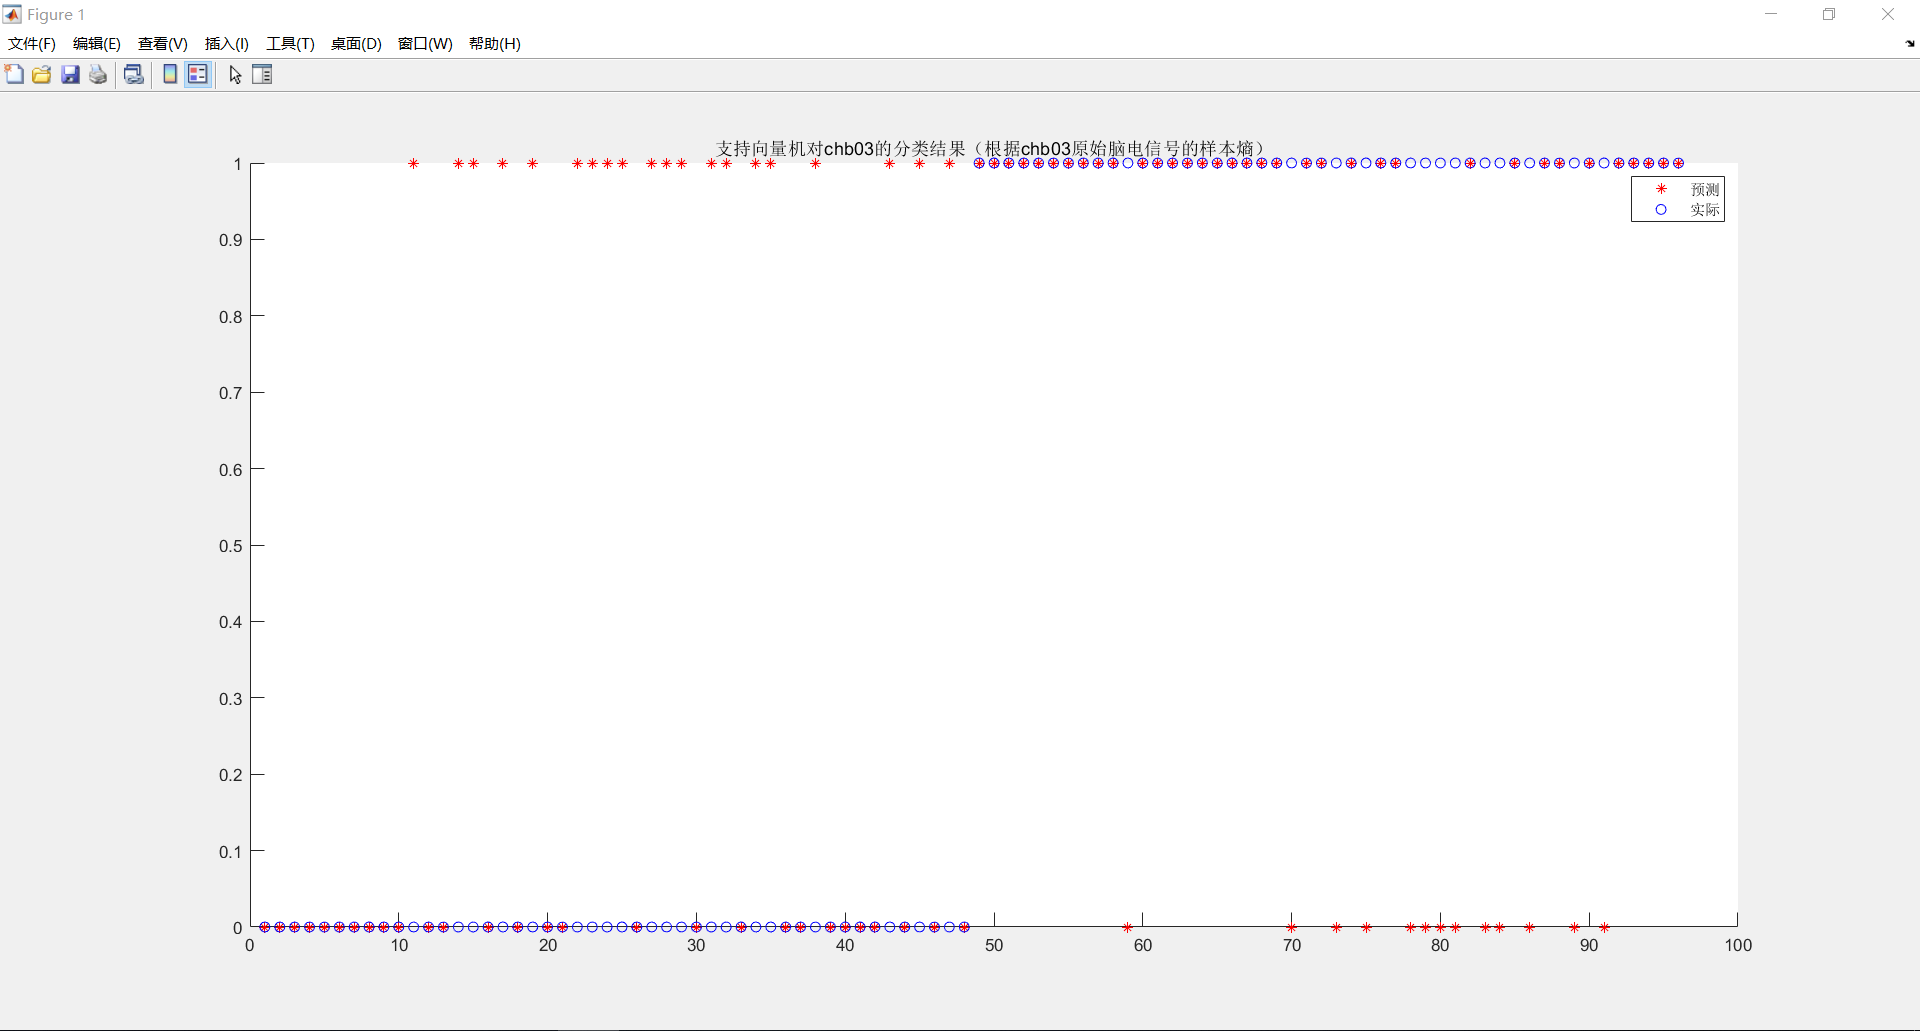 Figure 1
文件(F) 编辑(E) 查看(V) 插入(I) 工具(T) 桌面(D) 窗口(W) 帮助(H)
支持向量机对chb03的分类结果（根据chb03原始脑电信号的样本熵）
预测
实际
1
0.9
0.8
0.7
0.6
0.5
0.4
0.3
0.2
0.1
0
0 10 20 30 40 50 60 70 80 90 100